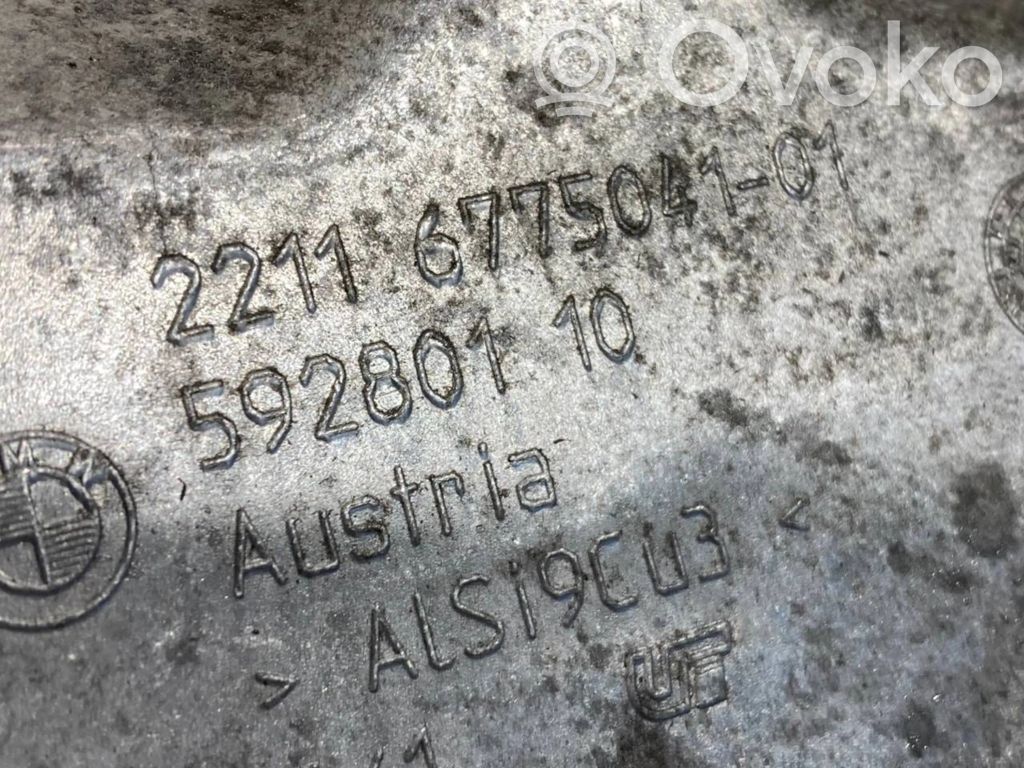 Ovoko
2211 6775041-01
592801 10
Austria
> ALSi9Cu3 <